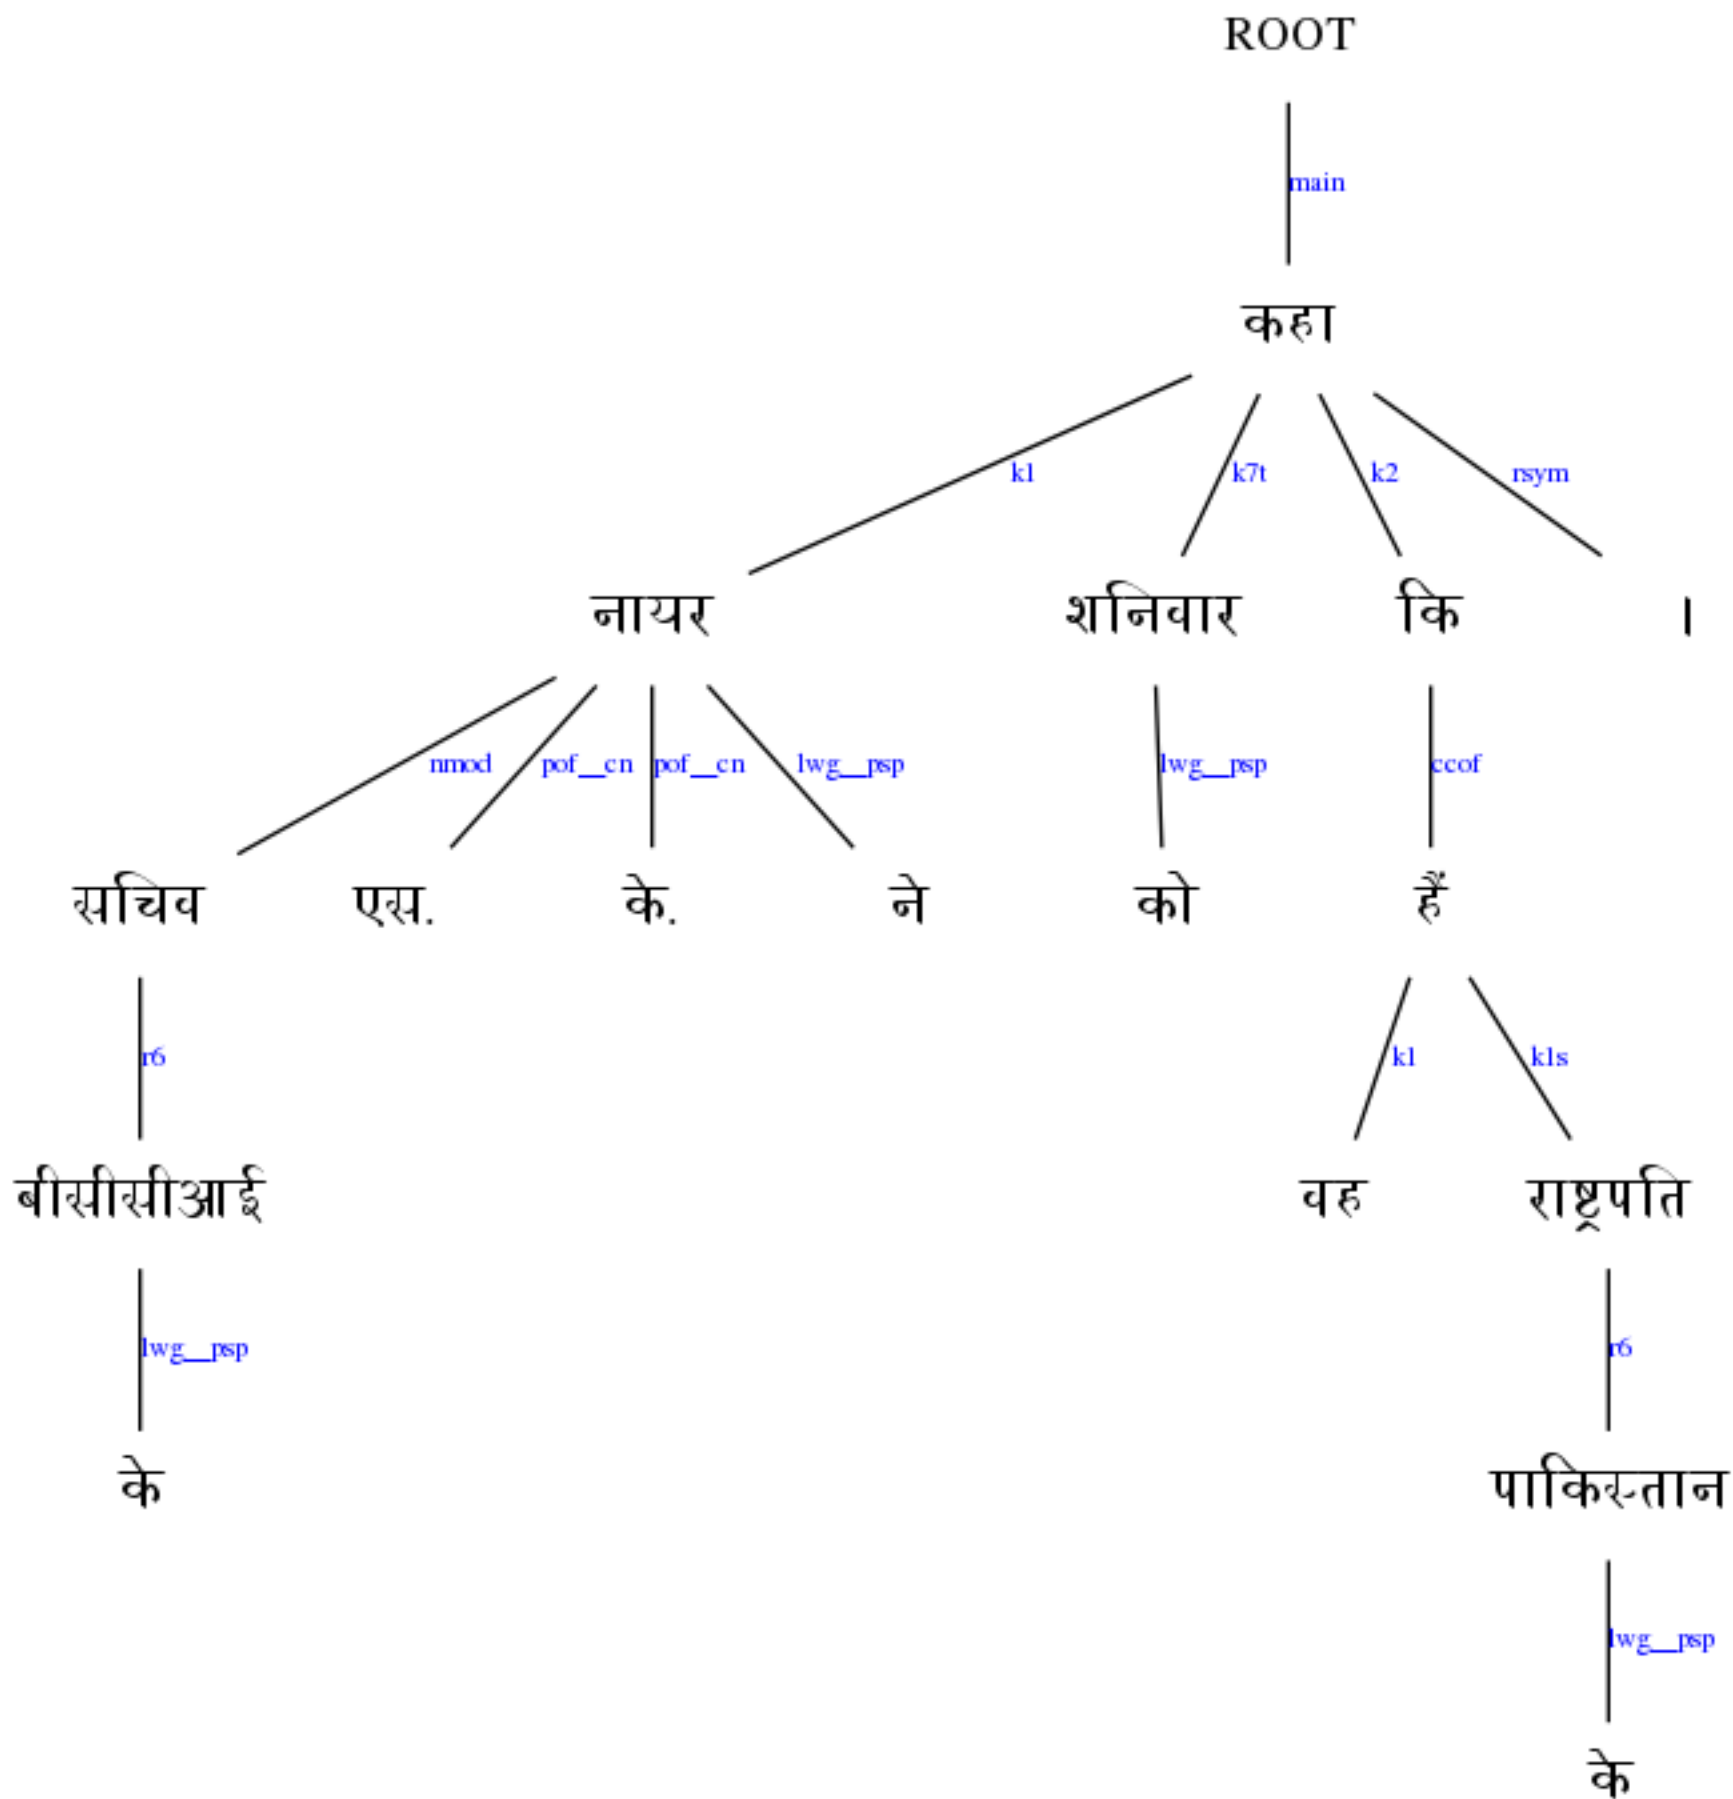 ROOT
main
कहा
k1 k7t k2 rsym
नायर शनिवार कि ।
nmod pof__cn pof__cn lwg__psp lwg__psp ccof
सचिव एस. के. ने को हैं
r6 k1 k1s
बीसीसीआई वह राष्ट्रपति
lwg__psp r6
के पाकिस्तान
lwg__psp
के